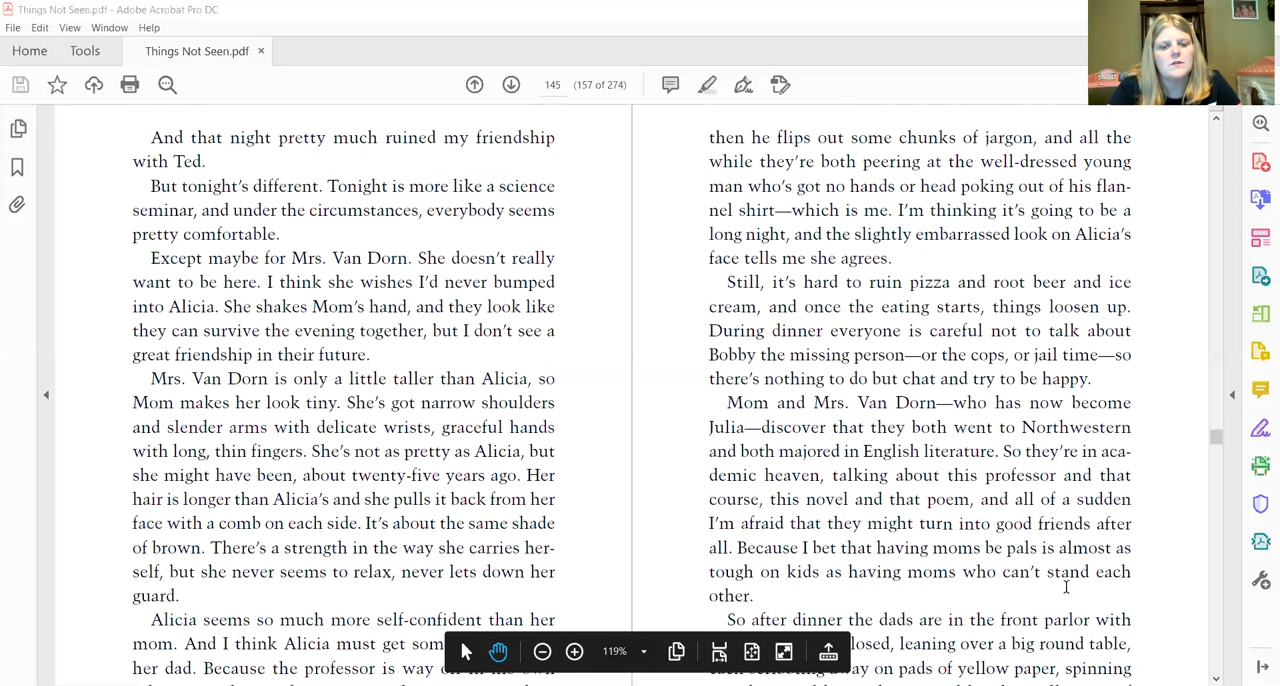 Things Not Seen.pdf - Adobe Acrobat Pro DC
File Edit View Window Help
Home Tools Things Not Seen.pdf ×
145 (157 of 274)
And that night pretty much ruined my friendship
with Ted.
But tonight's different. Tonight is more like a science
seminar, and under the circumstances, everybody seems
pretty comfortable.
Except maybe for Mrs. Van Dorn. She doesn't really
want to be here. I think she wishes I'd never bumped
into Alicia. She shakes Mom's hand, and they look like
they can survive the evening together, but I don't see a
great friendship in their future.
Mrs. Van Dorn is only a little taller than Alicia, so
Mom makes her look tiny. She's got narrow shoulders
and slender arms with delicate wrists, graceful hands
with long, thin fingers. She's not as pretty as Alicia, but
she might have been, about twenty-five years ago. Her
hair is longer than Alicia's and she pulls it back from her
face with a comb on each side. It's about the same shade
of brown. There's a strength in the way she carries her-
self, but she never seems to relax, never lets down her
guard.
Alicia seems so much more self-confident than her
mom. And I think Alicia must get
her dad. Because the professor is way
then he flips out some chunks of jargon, and all the
while they're both peering at the well-dressed young
man who's got no hands or head poking out of his flan-
nel shirt—which is me. I'm thinking it's going to be a
long night, and the slightly embarrassed look on Alicia's
face tells me she agrees.
Still, it's hard to ruin pizza and root beer and ice
cream, and once the eating starts, things loosen up.
During dinner everyone is careful not to talk about
Bobby the missing person—or the cops, or jail time—so
there's nothing to do but chat and try to be happy.
Mom and Mrs. Van Dorn—who has now become
Julia—discover that they both went to Northwestern
and both majored in English literature. So they're in aca-
demic heaven, talking about this professor and that
course, this novel and that poem, and all of a sudden
I'm afraid that they might turn into good friends after
all. Because I bet that having moms be pals is almost as
tough on kids as having moms who can't stand each
other.
So after dinner the dads are in the front parlor with
leaning over a big round table,
on pads of yellow paper, spinning
119%